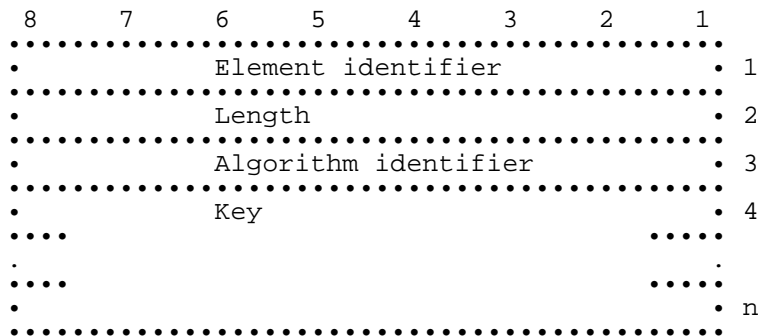 8 7 6 5 4 3 2 1
Element identifier 1
Length 2
Algorithm identifier 3
Key 4
. .
n